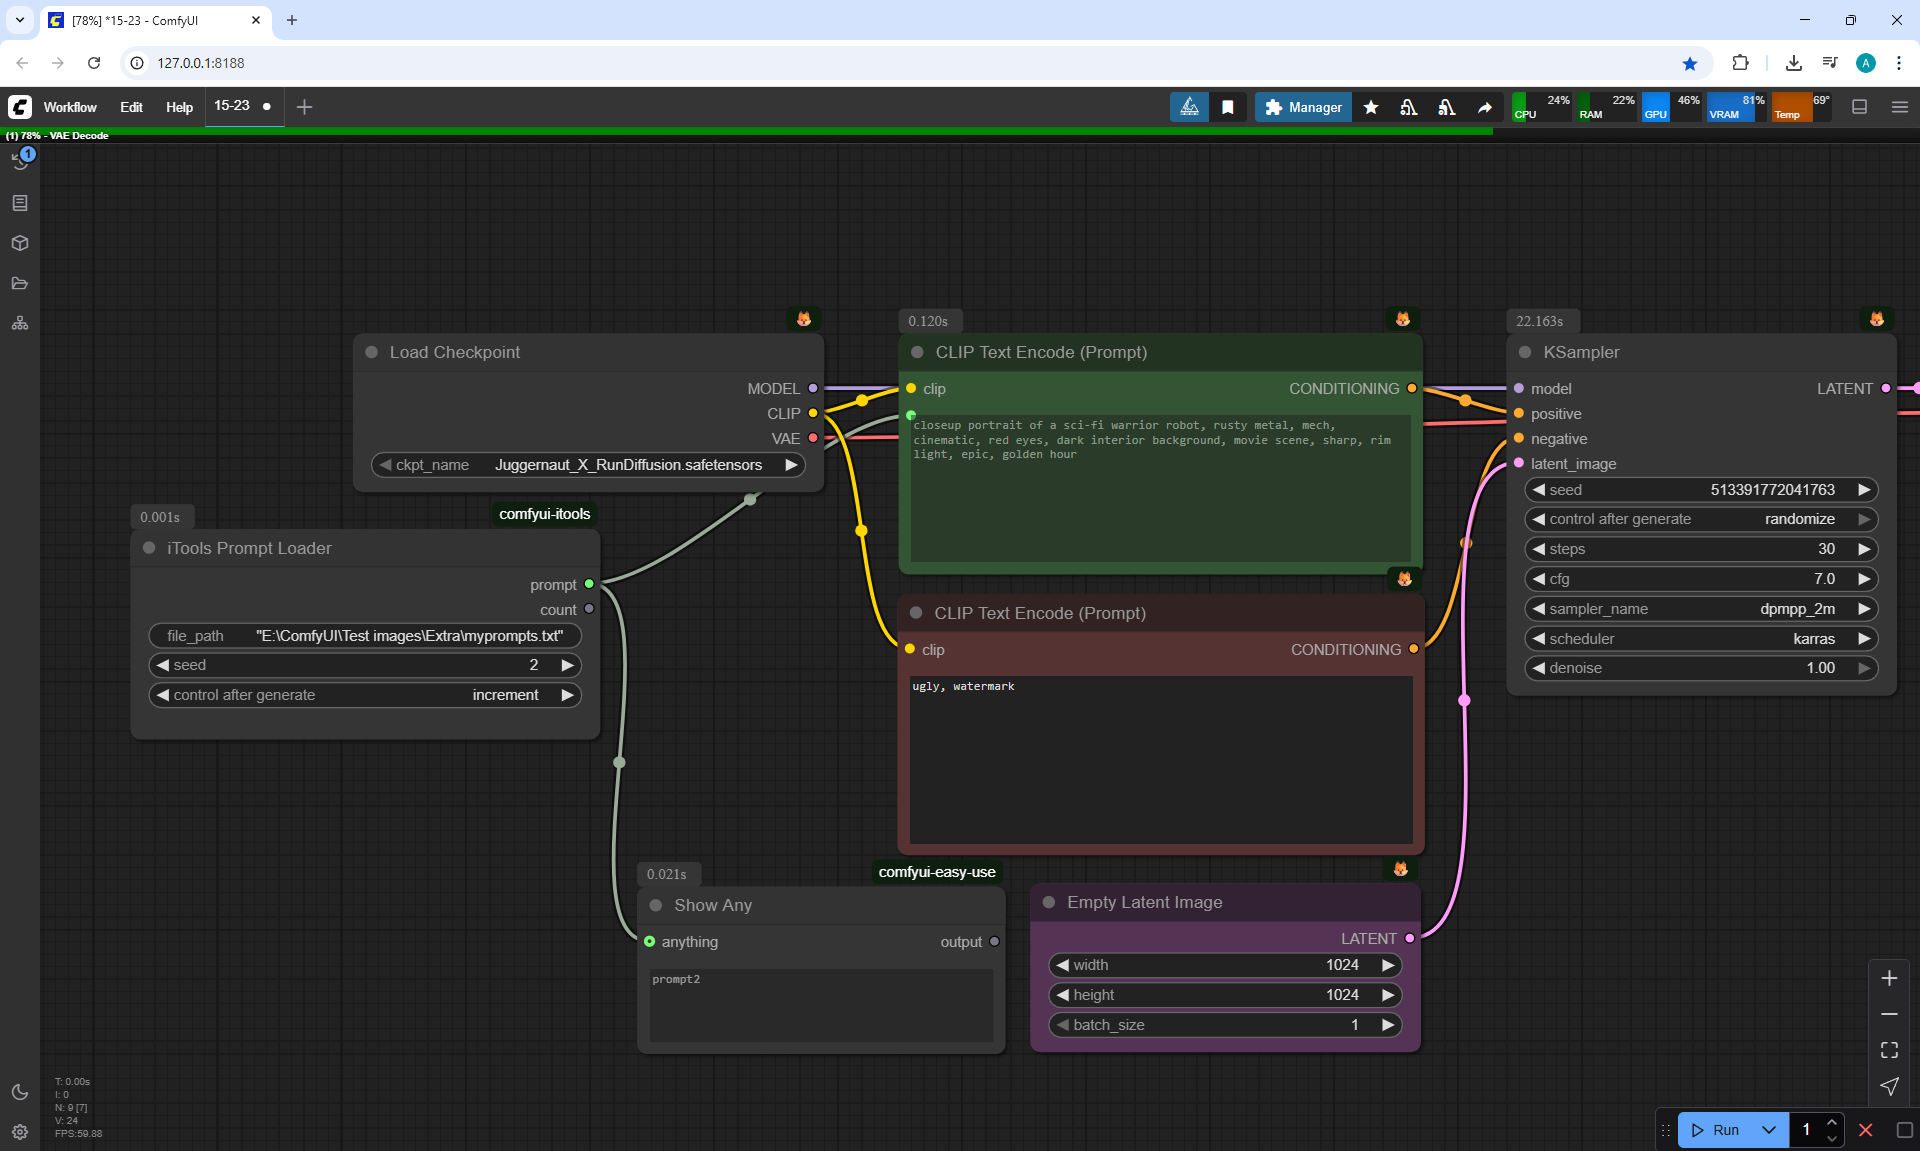 [78%] *15-23 - ComfyUI
127.0.0.1:8188
Workflow Edit Help 15-23
Manager
CPU 24% RAM 22% GPU 46% VRAM 81% Temp 69°
(1) 78% - VAE Decode
1
0.120s
22.163s
Load Checkpoint
MODEL
CLIP
VAE
ckpt_name Juggernaut_X_RunDiffusion.safetensors
CLIP Text Encode (Prompt)
clip CONDITIONING
closeup portrait of a sci-fi warrior robot, rusty metal, mech,
cinematic, red eyes, dark interior background, movie scene, sharp, rim
light, epic, golden hour
KSampler
model LATENT
positive
negative
latent_image
seed 513391772041763
control after generate randomize
steps 30
cfg 7.0
sampler_name dpmpp_2m
scheduler karras
denoise 1.00
0.001s
comfyui-itools
iTools Prompt Loader
prompt
count
file_path "E:\ComfyUI\Test images\Extra\myprompts.txt"
seed 2
control after generate increment
CLIP Text Encode (Prompt)
clip CONDITIONING
ugly, watermark
0.021s
comfyui-easy-use
Show Any
anything output
prompt2
Empty Latent Image
LATENT
width 1024
height 1024
batch_size 1
T: 0.00s
I: 0
N: 9 [7]
V: 24
FPS:59.88
Run 1
A